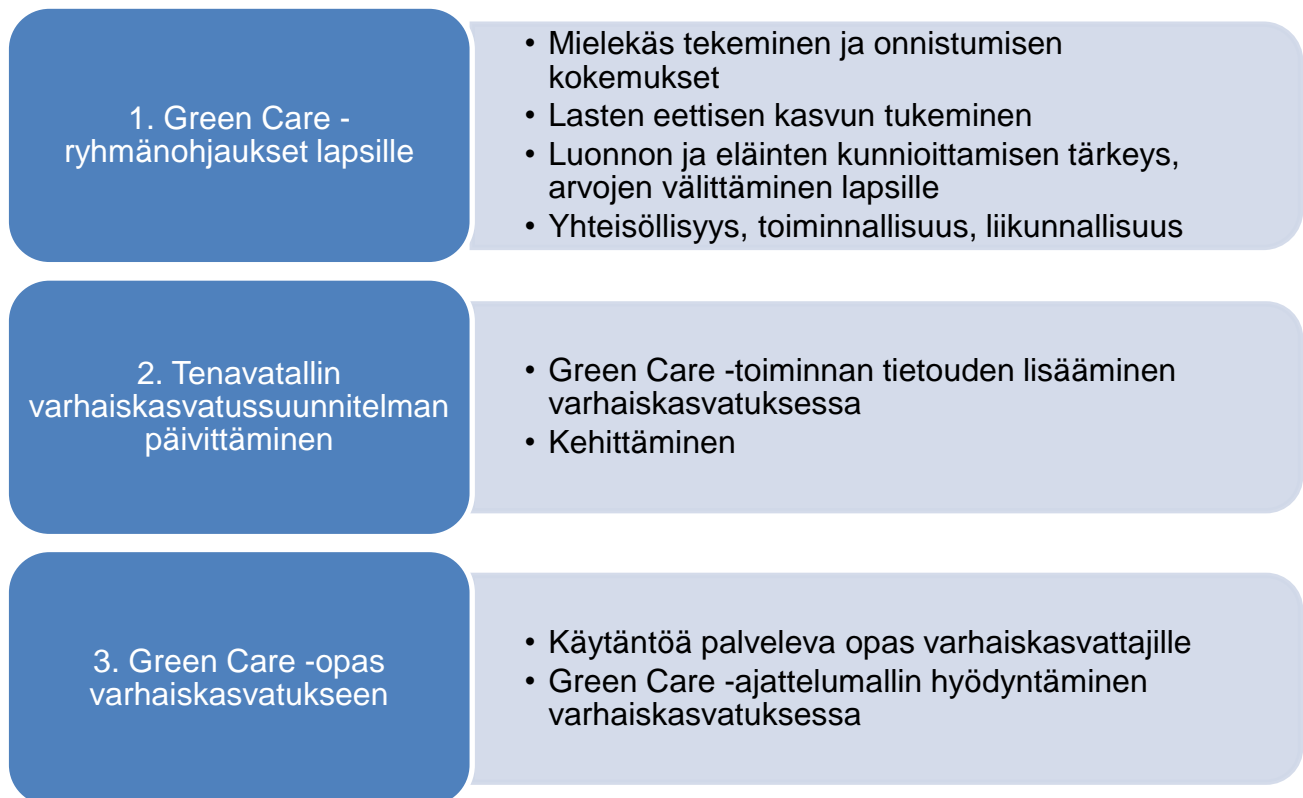 1. Green Care -
ryhmänohjaukset lapsille
• Mielekäs tekeminen ja onnistumisen
kokemukset
• Lasten eettisen kasvun tukeminen
• Luonnon ja eläinten kunnioittamisen tärkeys,
arvojen välittäminen lapsille
• Yhteisöllisyys, toiminnallisuus, liikunnallisuus
2. Tenavatallin
varhaiskasvatussuunnitelman
päivittäminen
• Green Care -toiminnan tietouden lisääminen
varhaiskasvatuksessa
• Kehittäminen
3. Green Care -opas
varhaiskasvatukseen
• Käytäntöä palveleva opas varhaiskasvattajille
• Green Care -ajattelumallin hyödyntäminen
varhaiskasvatuksessa